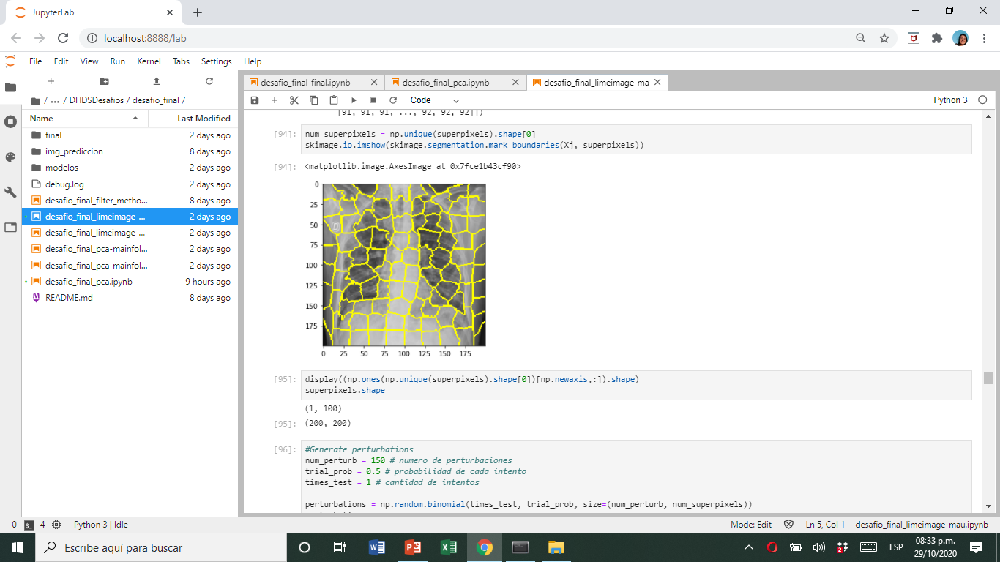 JupyterLab
localhost:8888/lab
File Edit View Run Kernel Tabs Settings Help
/ ... / DHDSDesafios / desafio_final /
Name Last Modified
final 2 days ago
img_prediccion 8 days ago
modelos 2 days ago
debug.log 2 days ago
desafio_final_filter_metho... 8 days ago
desafio_final_limeimage-... 2 days ago
desafio_final_limeimage-... 2 days ago
desafio_final_pca-mainfol... 2 days ago
desafio_final_pca-mainfol... 2 days ago
desafio_final_pca.ipynb 9 hours ago
README.md 8 days ago
desafio_final-final.ipynb desafio_final_pca.ipynb desafio_final_limeimage-ma
Code Python 3
[91, 91, 91, ..., 92, 92, 92]])
[94]: num_superpixels = np.unique(superpixels).shape[0]
skimage.io.imshow(skimage.segmentation.mark_boundaries(Xj, superpixels))
[94]: <matplotlib.image.AxesImage at 0x7fce1b43cf90>
0
25
50
75
100
125
150
175
0 25 50 75 100 125 150 175
[95]: display((np.ones(np.unique(superpixels).shape[0])[np.newaxis,:]).shape)
superpixels.shape
(1, 100)
[95]: (200, 200)
[96]: #Generate perturbations
num_perturb = 150 # numero de perturbaciones
trial_prob = 0.5 # probabilidad de cada intento
times_test = 1 # cantidad de intentos
perturbations = np.random.binomial(times_test, trial_prob, size=(num_perturb, num_superpixels))
0 4 Python 3 | Idle Mode: Edit Ln 5, Col 1 desafio_final_limeimage-mau.ipynb
Escribe aquí para buscar
ESP
08:33 p.m.
29/10/2020